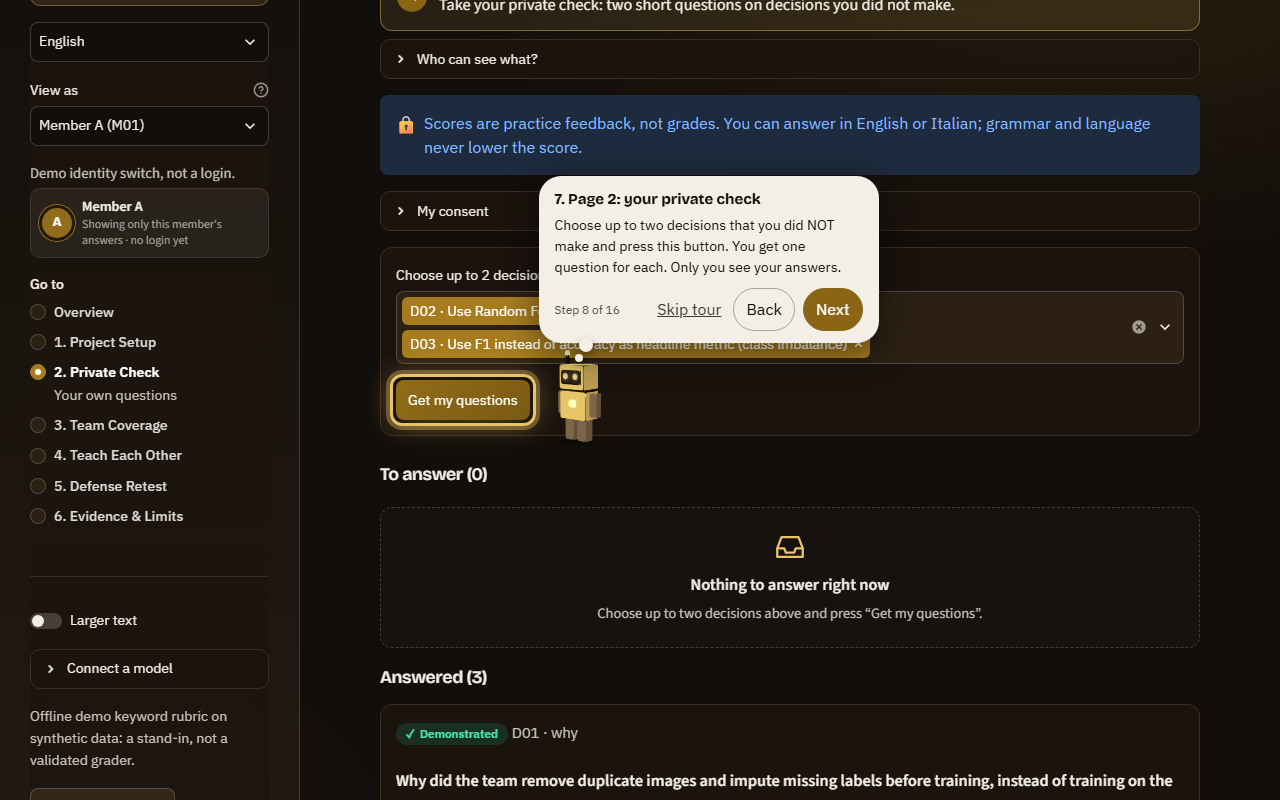 English
View as
Member A (M01)
Demo identity switch, not a login.
A
Member A
Showing only this member's
answers · no login yet
Go to
Overview
1. Project Setup
2. Private Check
Your own questions
3. Team Coverage
4. Teach Each Other
5. Defense Retest
6. Evidence & Limits
Larger text
Connect a model
Offline demo keyword rubric on
synthetic data: a stand-in, not a
validated grader.
Take your private check: two short questions on decisions you did not make.
Who can see what?
Scores are practice feedback, not grades. You can answer in English or Italian; grammar and language
never lower the score.
My consent
7. Page 2: your private check
Choose up to two decisions that you did NOT
make and press this button. You get one
question for each. Only you see your answers.
Step 8 of 16
Skip tour
Back
Next
Choose up to 2 decisio
D02 · Use Random F
D03 · Use F1 instead of accuracy as headline metric (class imbalance)
Get my questions
To answer (0)
Nothing to answer right now
Choose up to two decisions above and press “Get my questions”.
Answered (3)
✓ Demonstrated D01 · why
Why did the team remove duplicate images and impute missing labels before training, instead of training on the